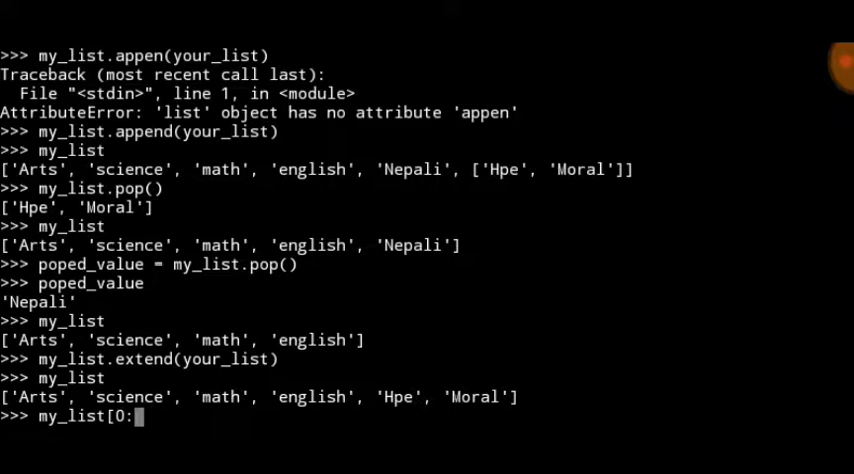 >>> my_list.appen(your_list)
Traceback (most recent call last):
  File "<stdin>", line 1, in <module>
AttributeError: 'list' object has no attribute 'appen'
>>> my_list.append(your_list)
>>> my_list
['Arts', 'science', 'math', 'english', 'Nepali', ['Hpe', 'Moral']]
>>> my_list.pop()
['Hpe', 'Moral']
>>> my_list
['Arts', 'science', 'math', 'english', 'Nepali']
>>> poped_value = my_list.pop()
>>> poped_value
'Nepali'
>>> my_list
['Arts', 'science', 'math', 'english']
>>> my_list.extend(your_list)
>>> my_list
['Arts', 'science', 'math', 'english', 'Hpe', 'Moral']
>>> my_list[0: